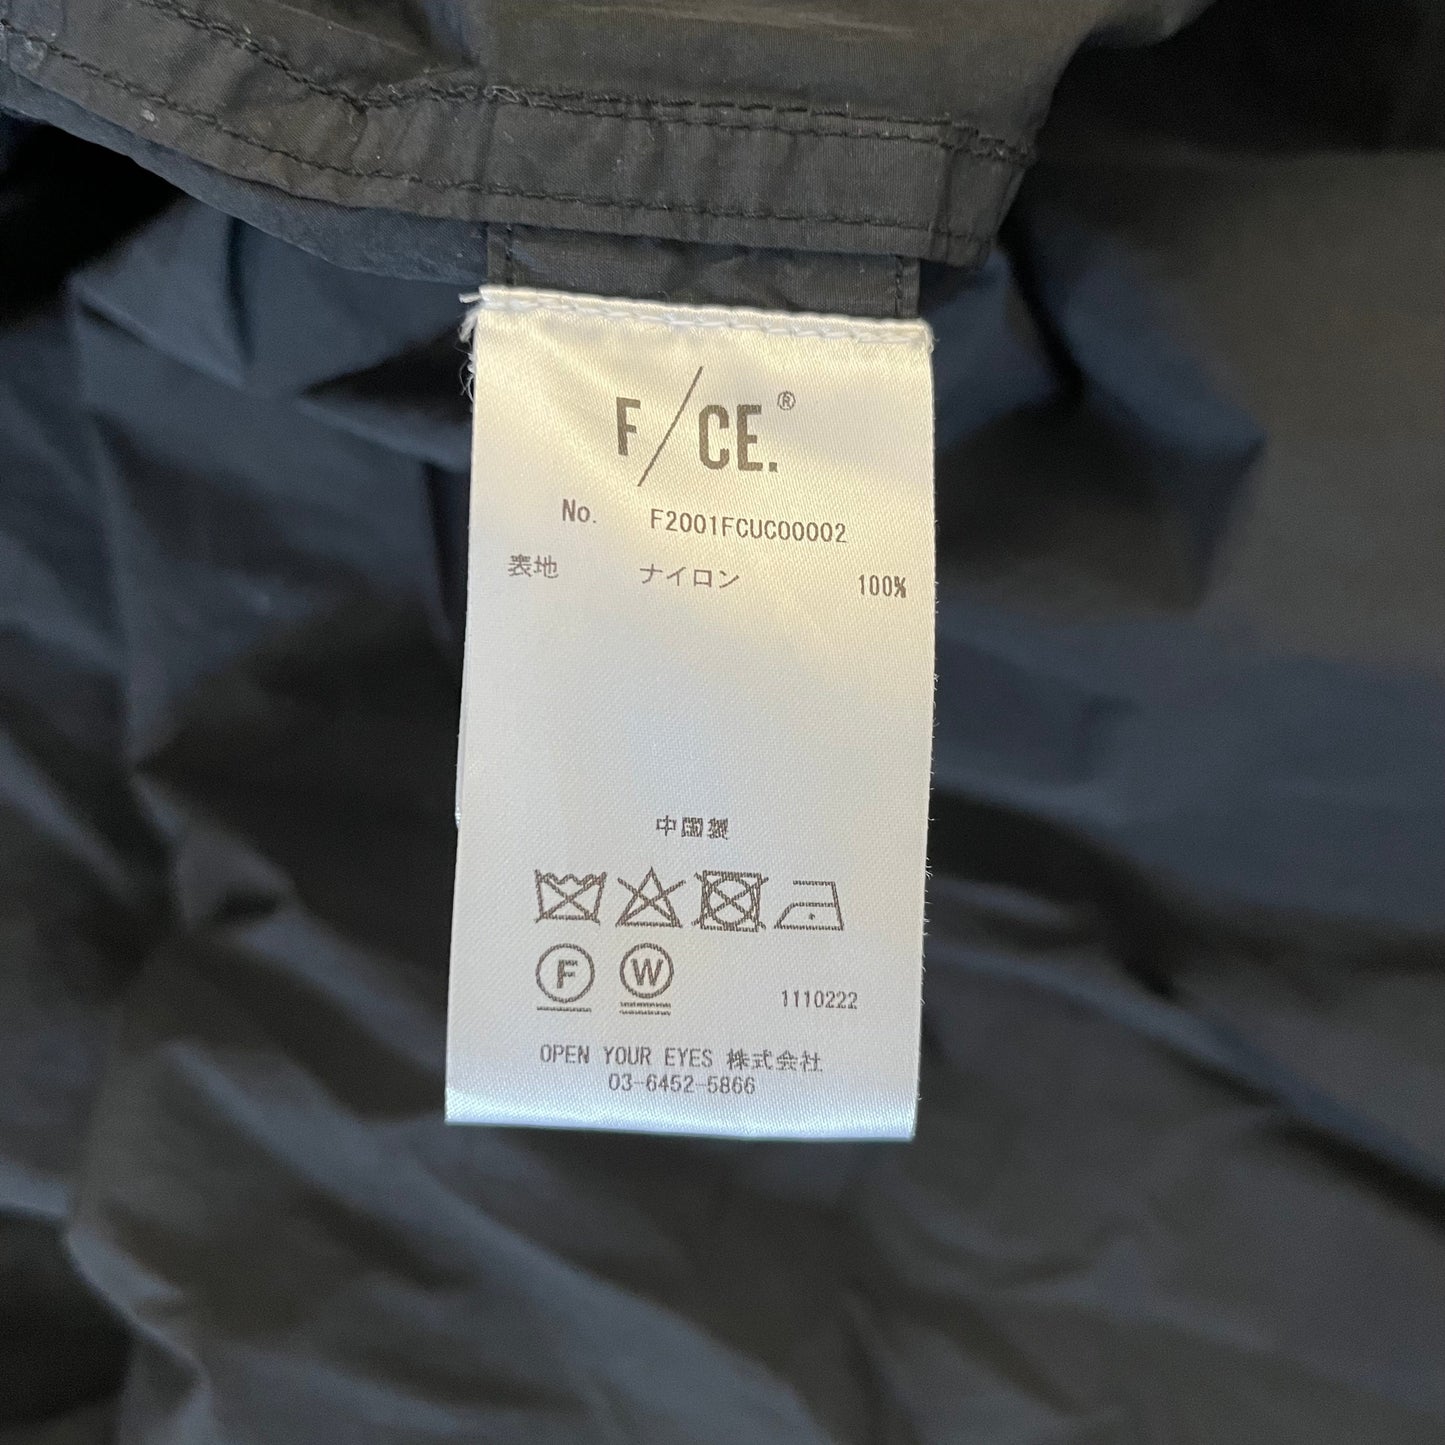 F/CE.®
No. F2001FCUC00002
表地 ナイロン 100%
中国製
F W 1110222
OPEN YOUR EYES 株式会社
03-6452-5866